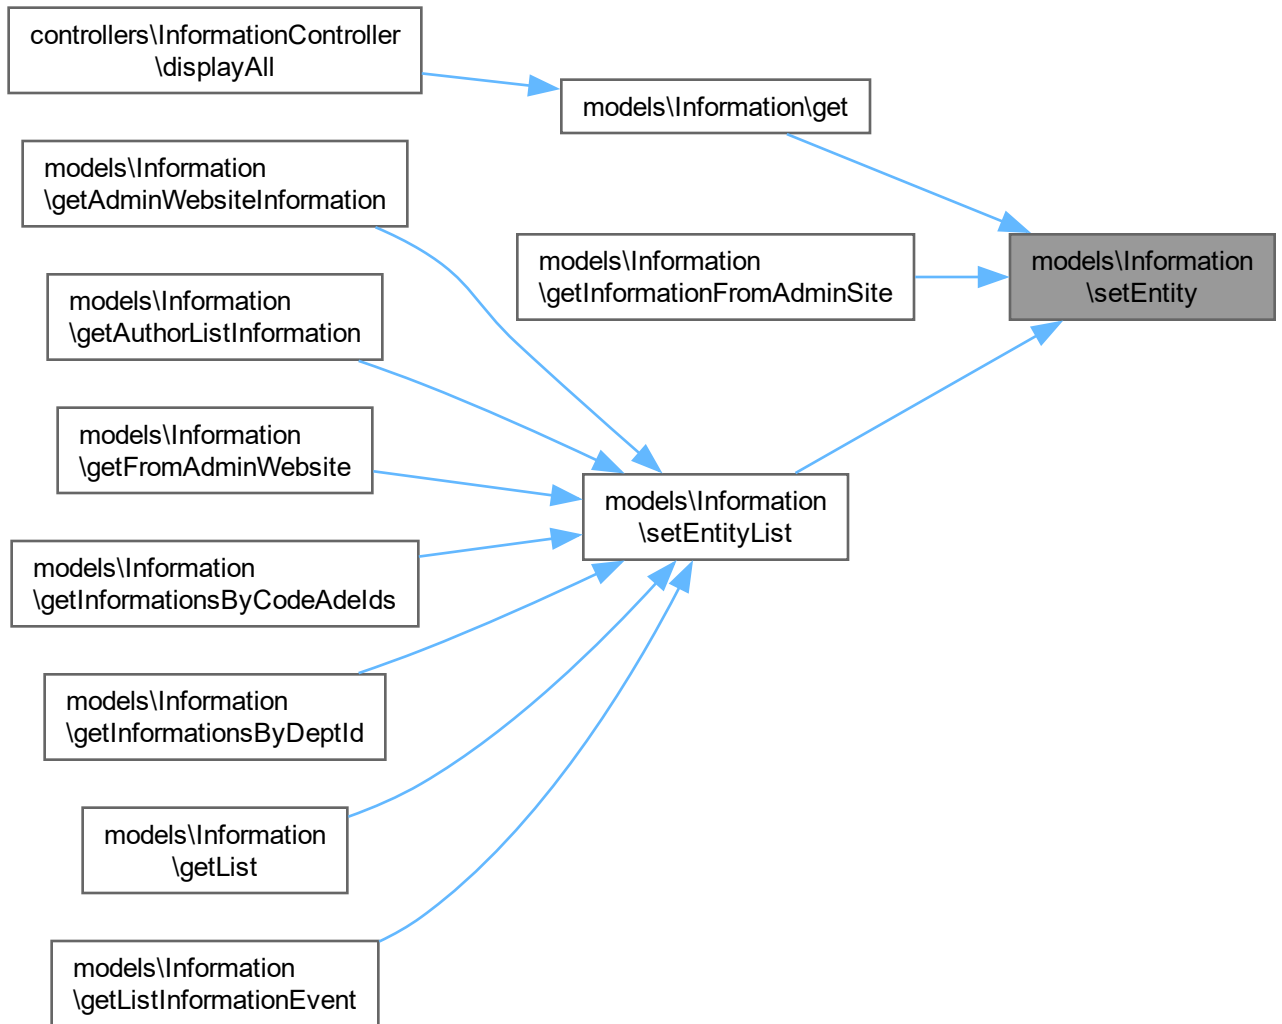 controllers\InformationController
\displayAll
models\Information\get
models\Information
\getAdminWebsiteInformation
models\Information
\getInformationFromAdminSite
models\Information
\setEntity
models\Information
\getAuthorListInformation
models\Information
\getFromAdminWebsite
models\Information
\setEntityList
models\Information
\getInformationsByCodeAdeIds
models\Information
\getInformationsByDeptId
models\Information
\getList
models\Information
\getListInformationEvent